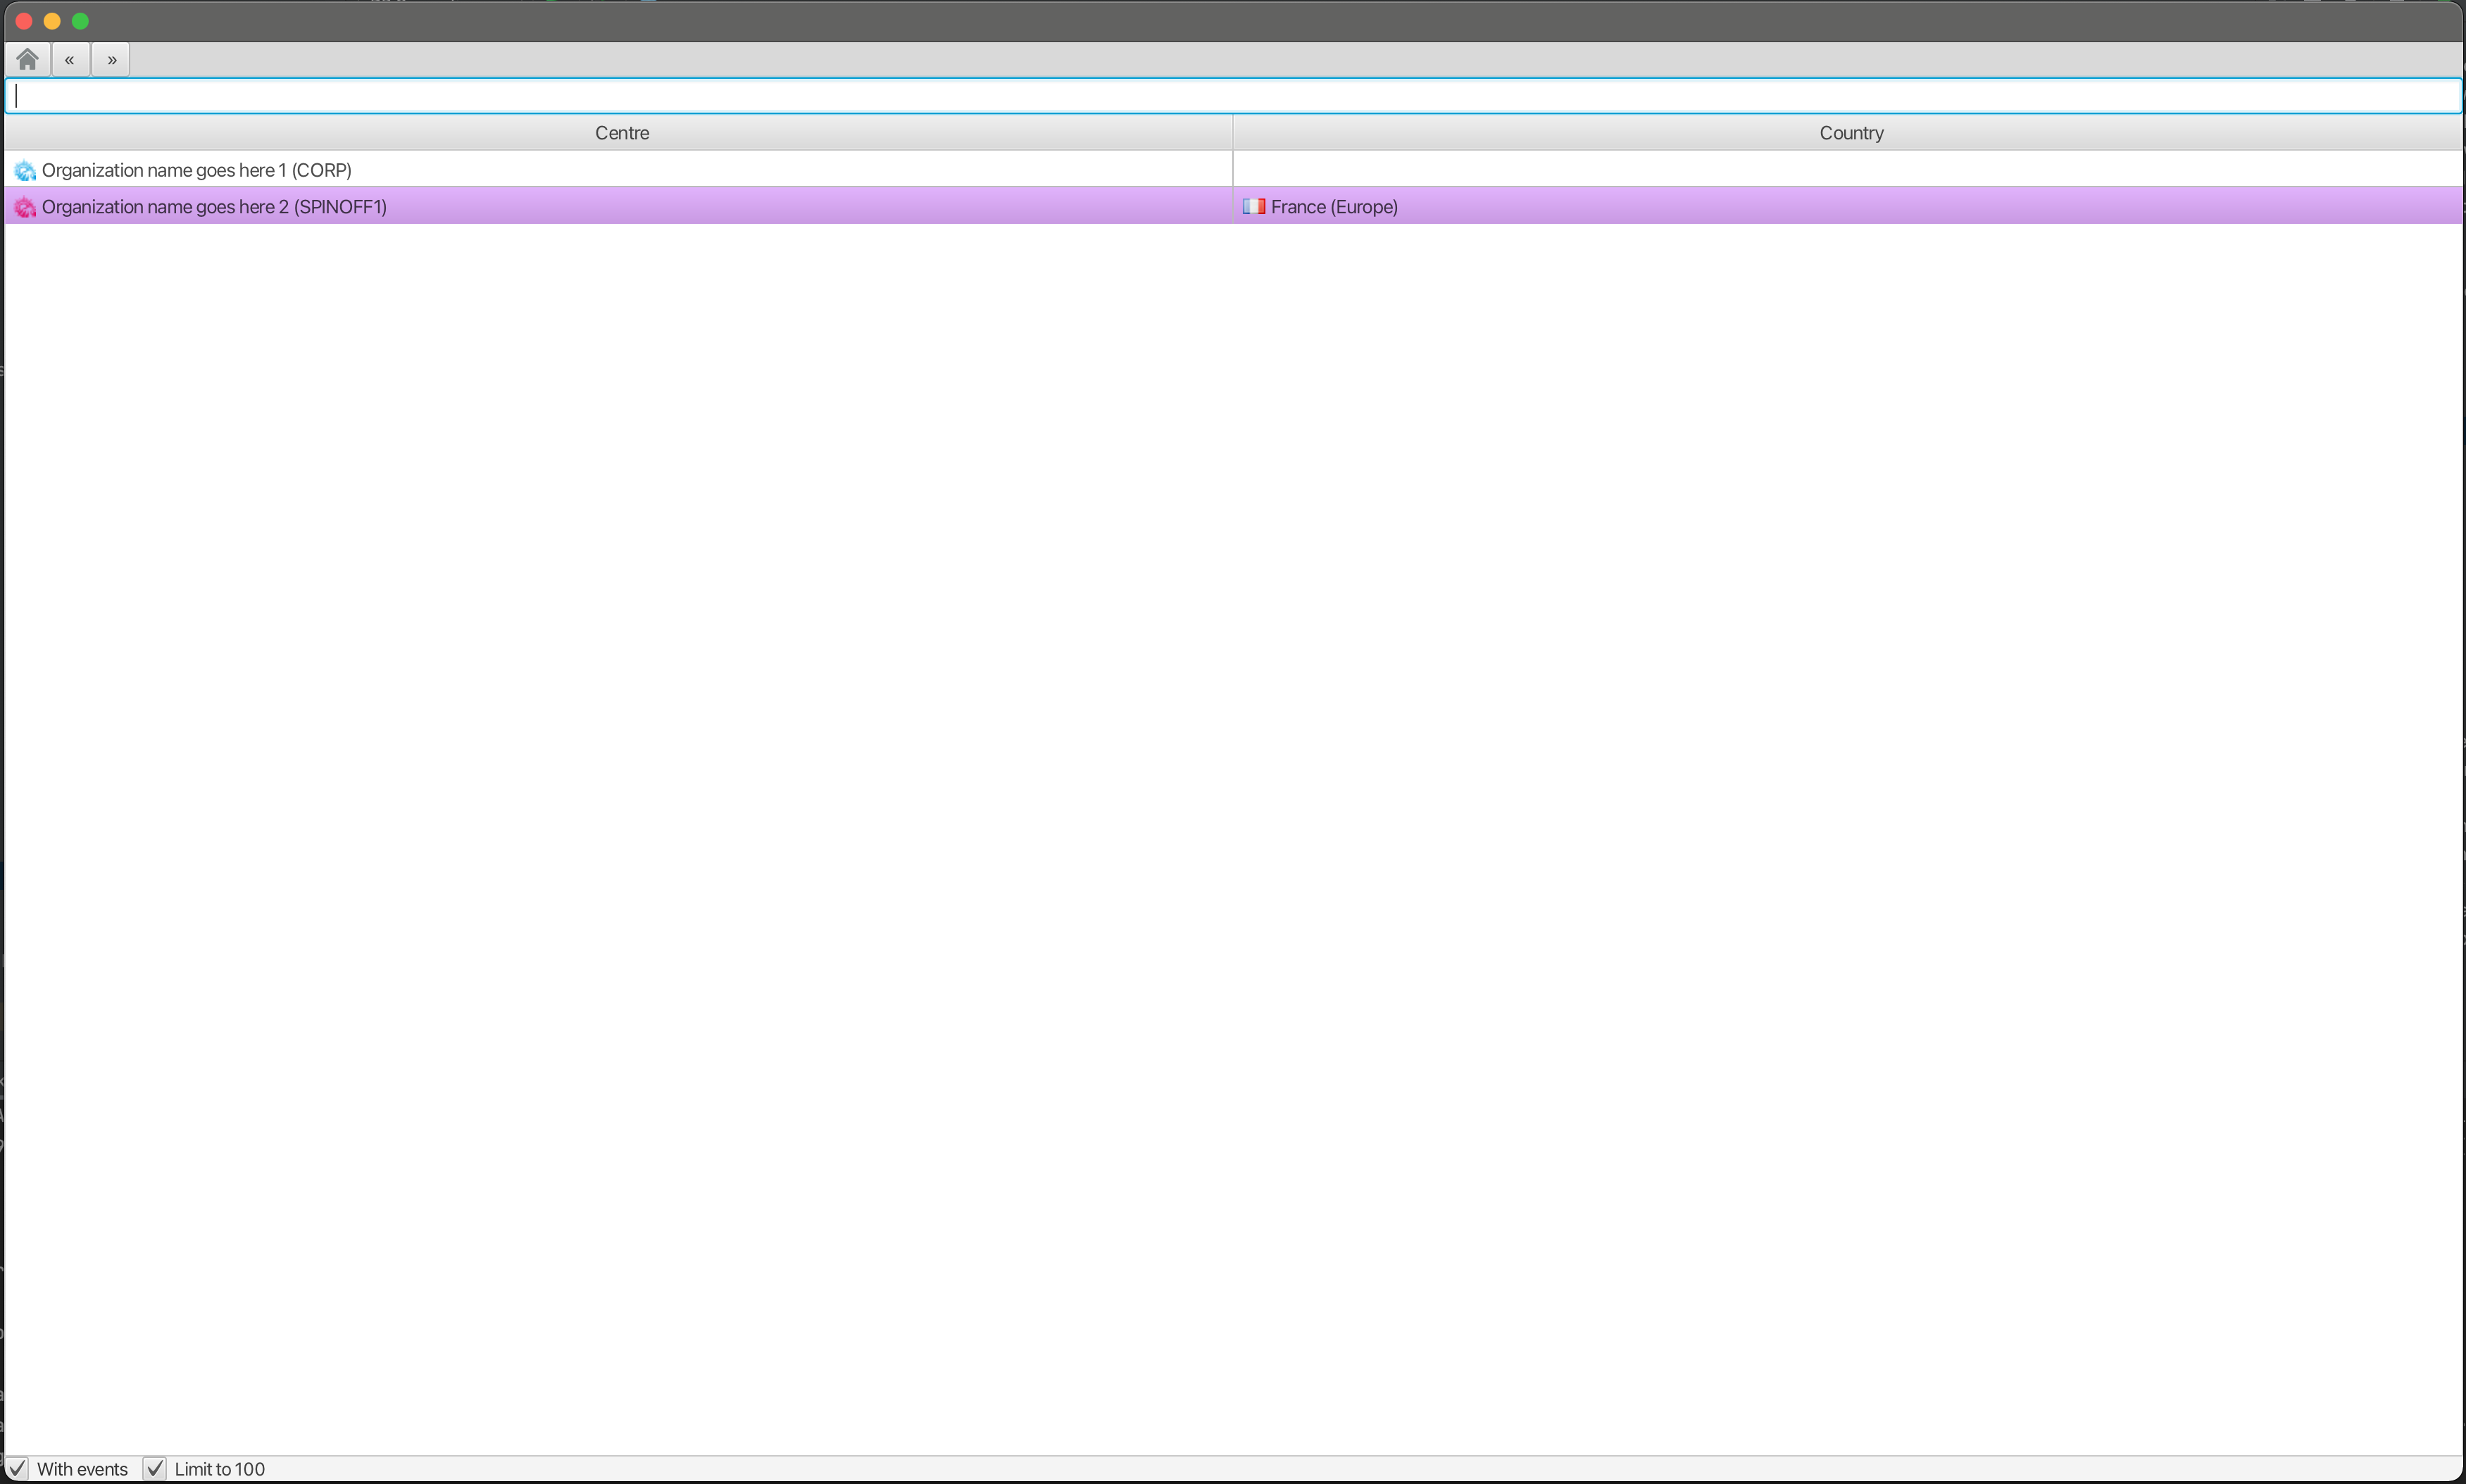 « »
Centre Country
Organization name goes here 1 (CORP)
Organization name goes here 2 (SPINOFF1) France (Europe)
With events Limit to 100